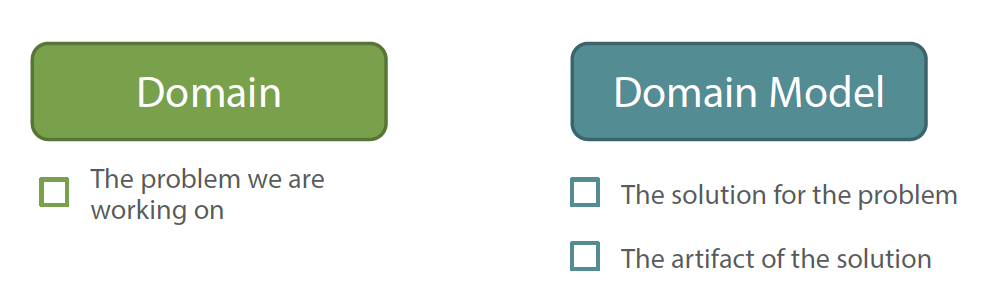 Domain
The problem we are
working on
Domain Model
The solution for the problem
The artifact of the solution